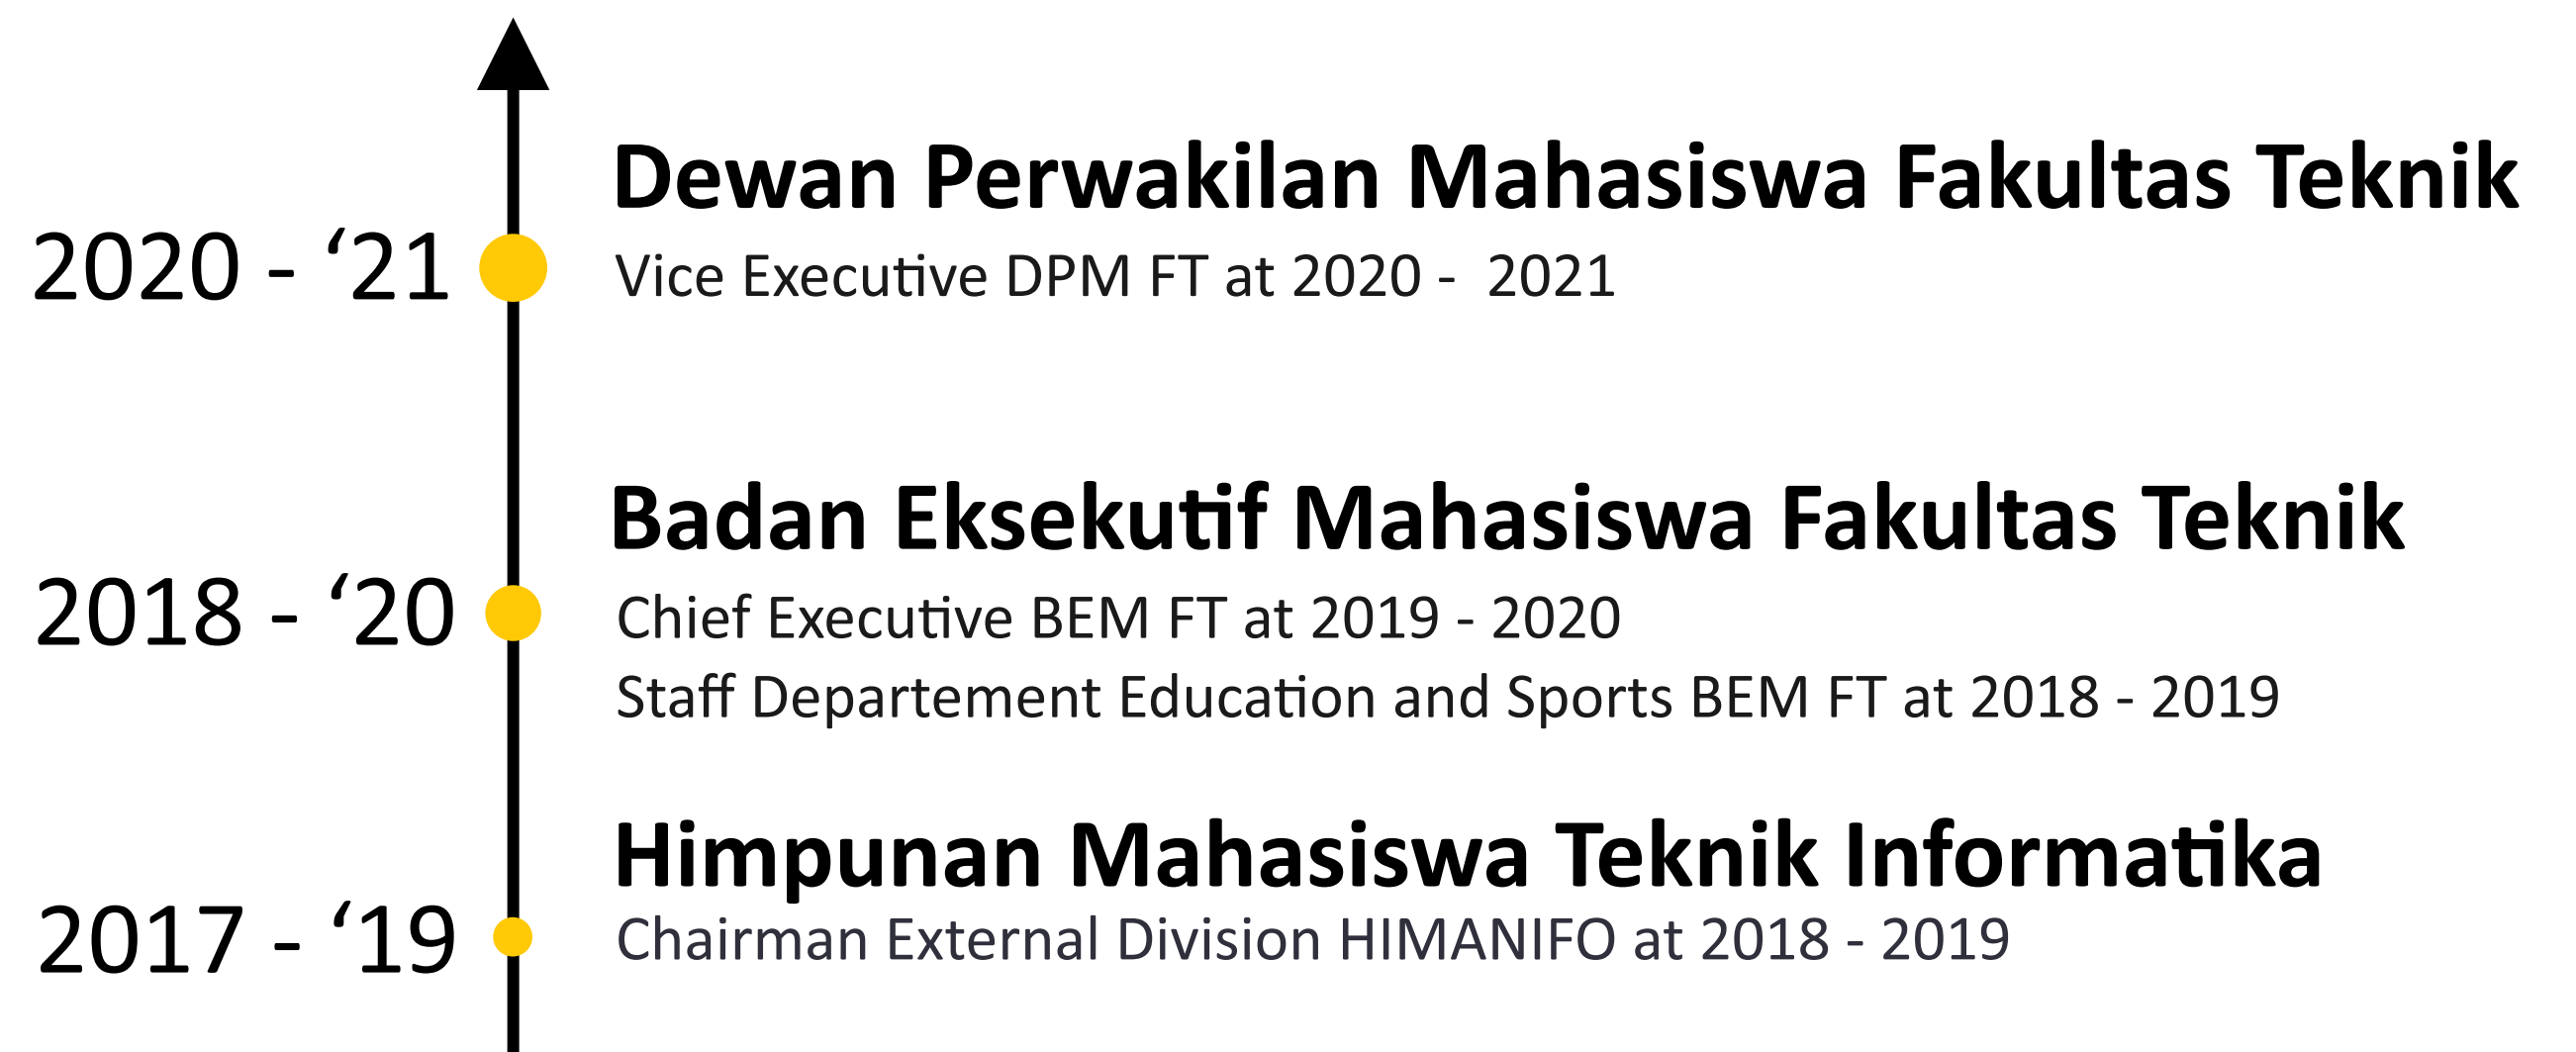 Dewan Perwakilan Mahasiswa Fakultas Teknik
2020 - ‘21
Vice Executive DPM FT at 2020 -  2021
Badan Eksekutif Mahasiswa Fakultas Teknik
2018 - ‘20
Chief Executive BEM FT at 2019 - 2020
Staff Departement Education and Sports BEM FT at 2018 - 2019
Himpunan Mahasiswa Teknik Informatika
2017 - ‘19
Chairman External Division HIMANIFO at 2018 - 2019